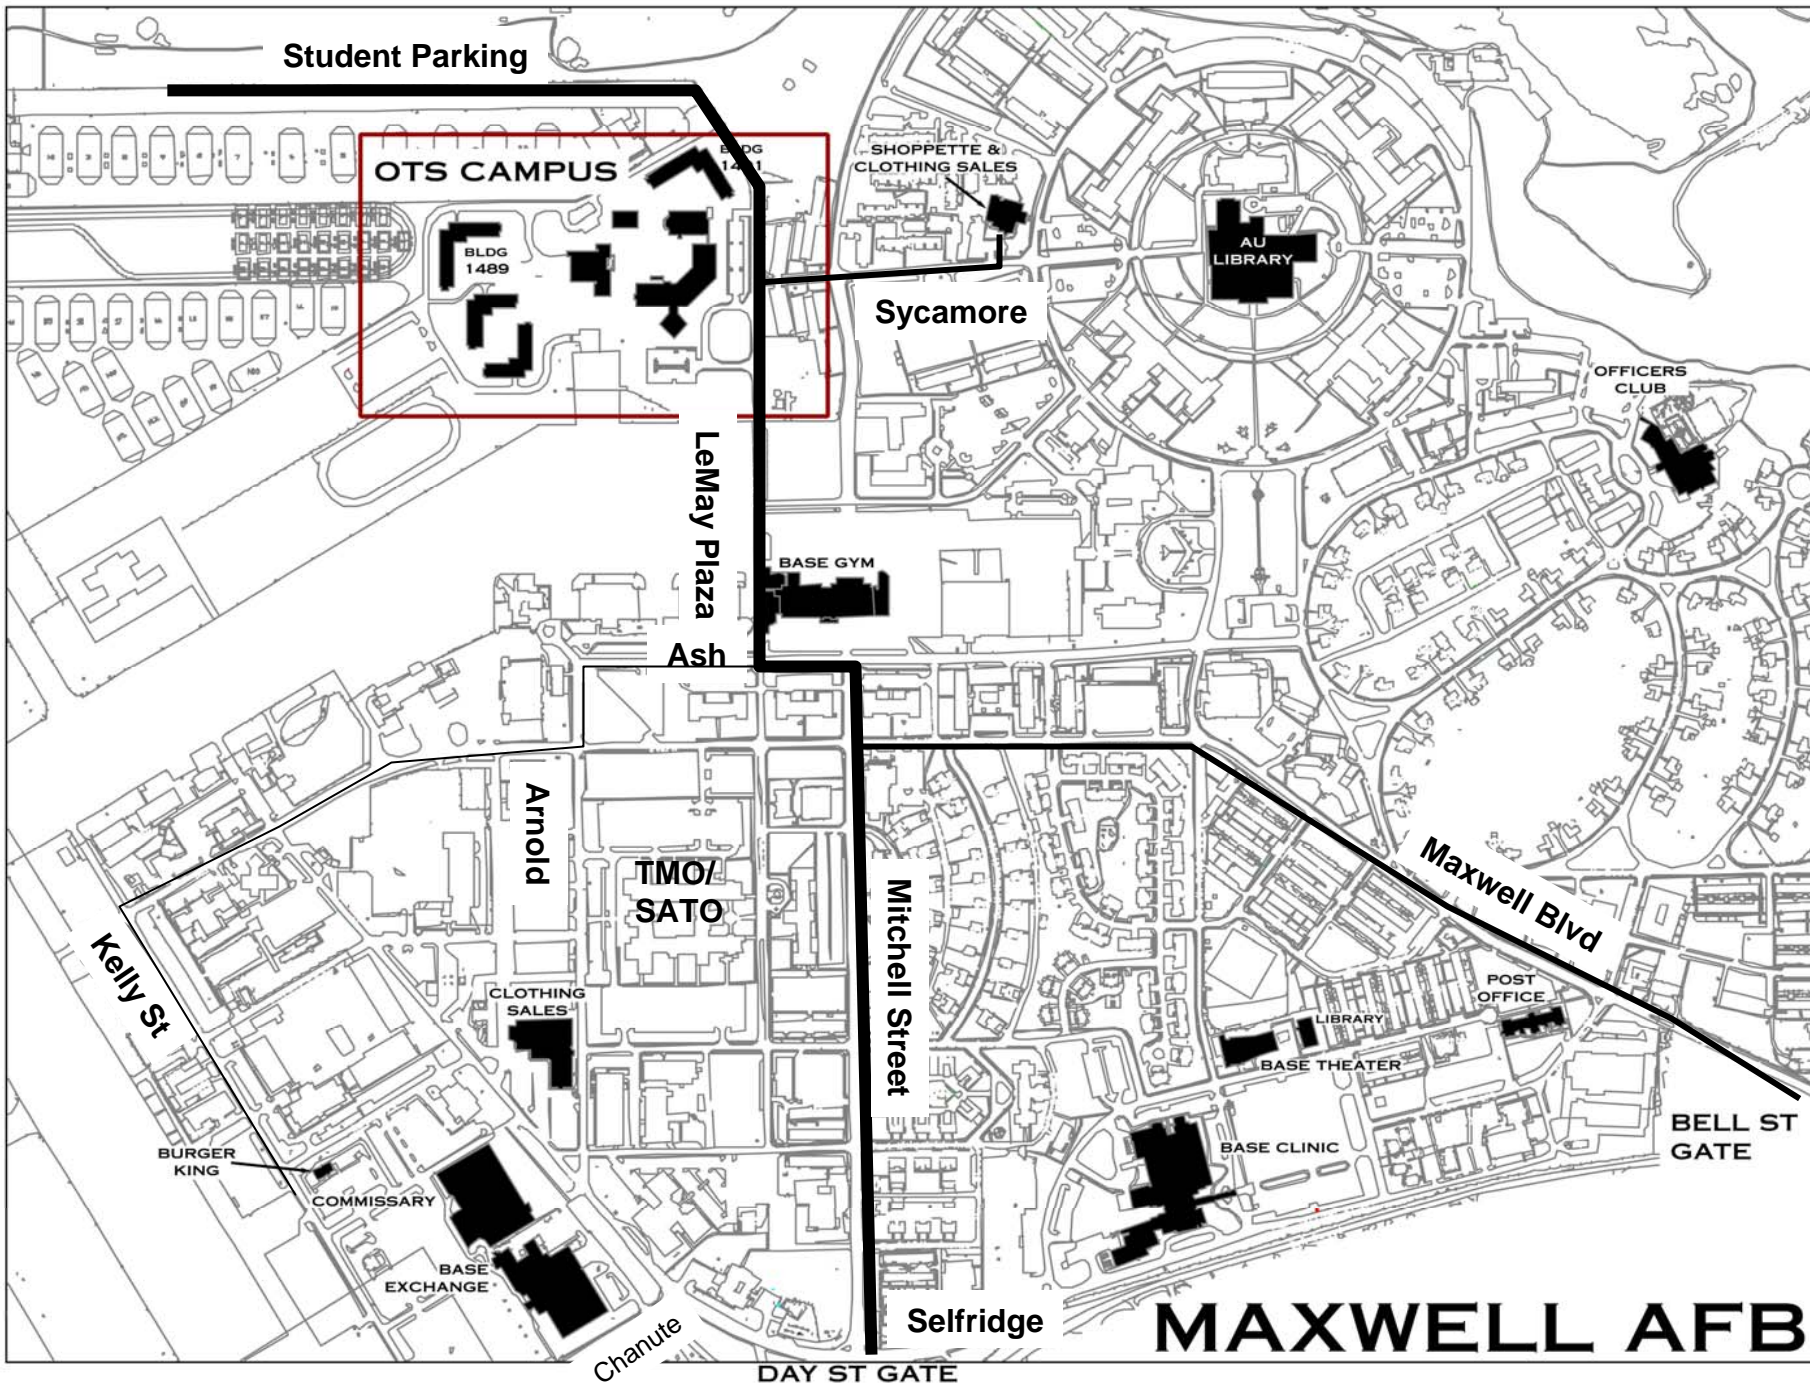 Student Parking
OTS CAMPUS
SHOPPETTE &
CLOTHING SALES
BLDG
1489
AU
LIBRARY
Sycamore
OFFICERS
CLUB
LeMay Plaza
BASE GYM
Ash
Arnold
TMO/
SATO
Mitchell Street
Maxwell Blvd
Kelly St
CLOTHING
SALES
POST
OFFICE
LIBRARY
BASE THEATER
BURGER
KING
COMMISSARY
BASE CLINIC
BELL ST
GATE
BASE
EXCHANGE
Chanute
Selfridge
MAXWELL AFB
DAY ST GATE